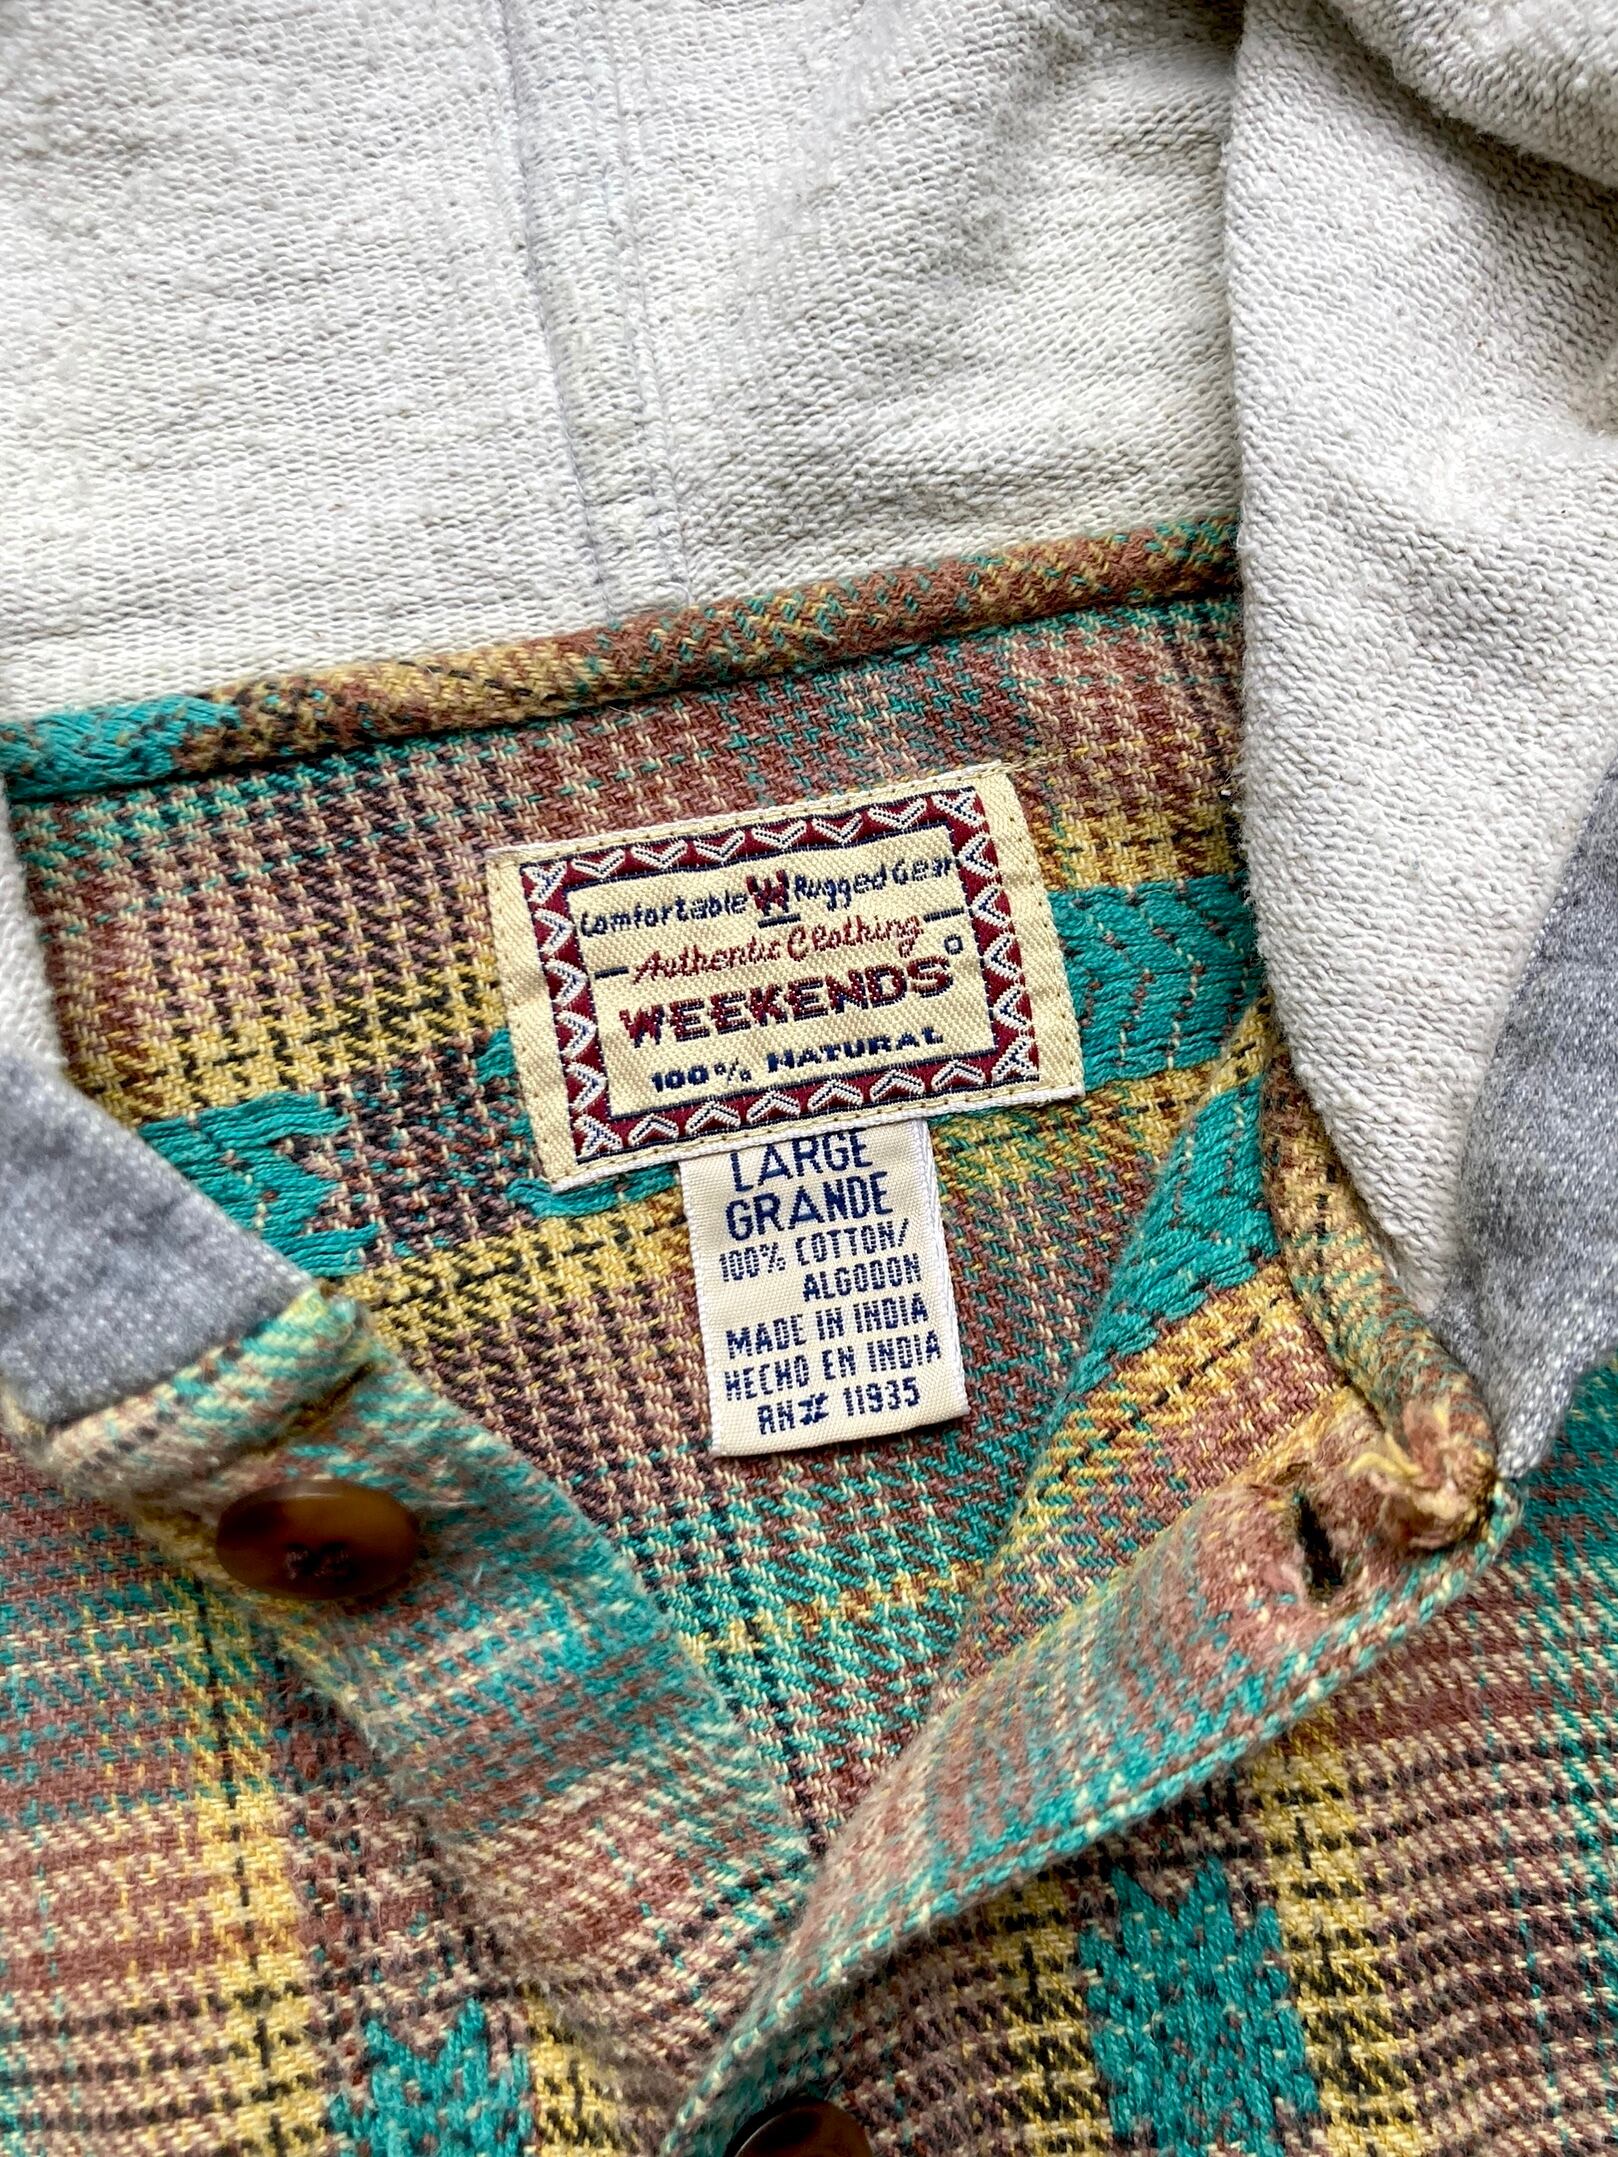 Comfortable W Rugged Gear
Authentic Clothing
WEEKENDS
100% NATURAL
LARGE
GRANDE
100% COTTON/
ALGODON
MADE IN INDIA
HECHO EN INDIA
RN# 11935